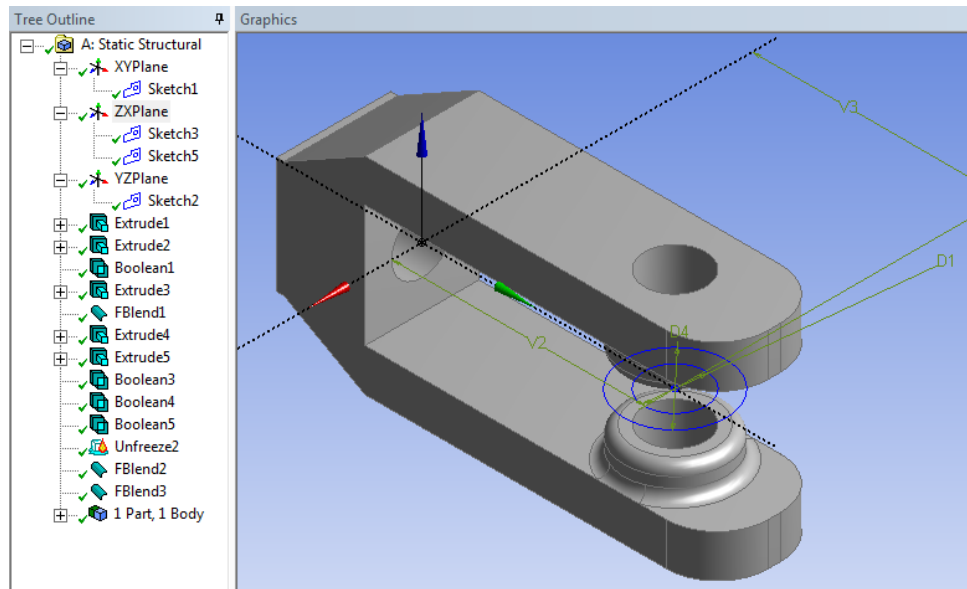 Tree Outline
Graphics
A: Static Structural
XYPlane
Sketch1
ZXPlane
Sketch3
Sketch5
YZPlane
Sketch2
Extrude1
Extrude2
Boolean1
Extrude3
FBlend1
Extrude4
Extrude5
Boolean3
Boolean4
Boolean5
Unfreeze2
FBlend2
FBlend3
1 Part, 1 Body
V3
D1
D4
V2